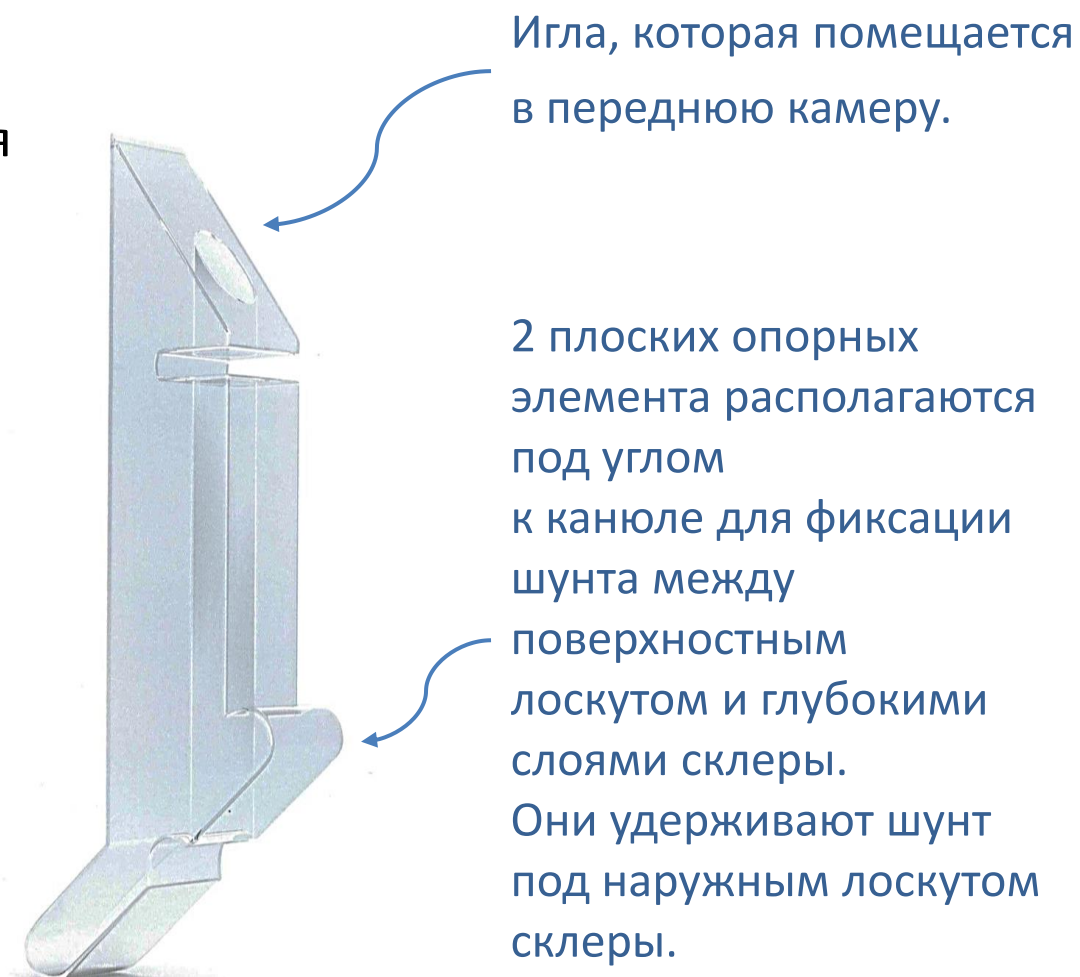 Игла, которая помещается
в переднюю камеру.
я
2 плоских опорных
элемента располагаются
под углом
к канюле для фиксации
шунта между
поверхностным
лоскутом и глубокими
слоями склеры.
Они удерживают шунт
под наружным лоскутом
склеры.